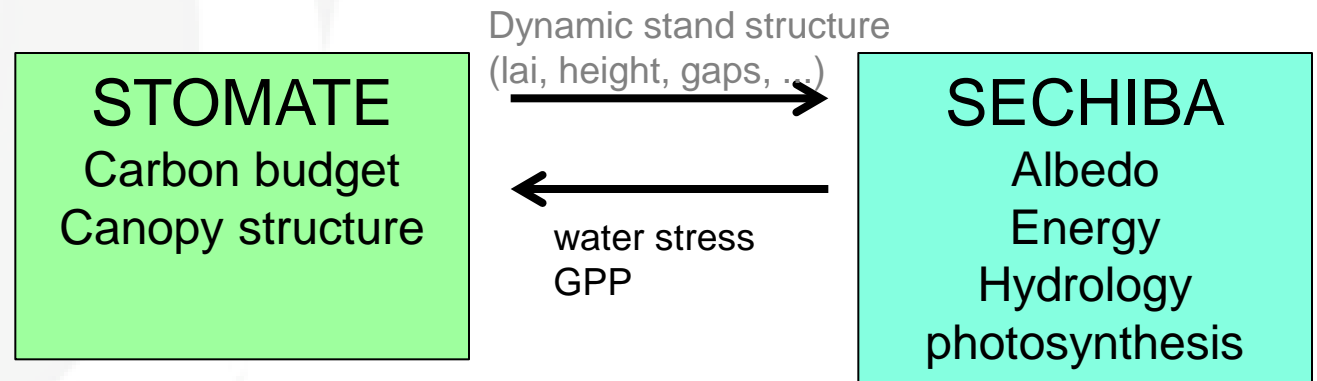 Dynamic stand structure
(lai, height, gaps, ...)
STOMATE
Carbon budget
Canopy structure
water stress
GPP
SECHIBA
Albedo
Energy
Hydrology
photosynthesis